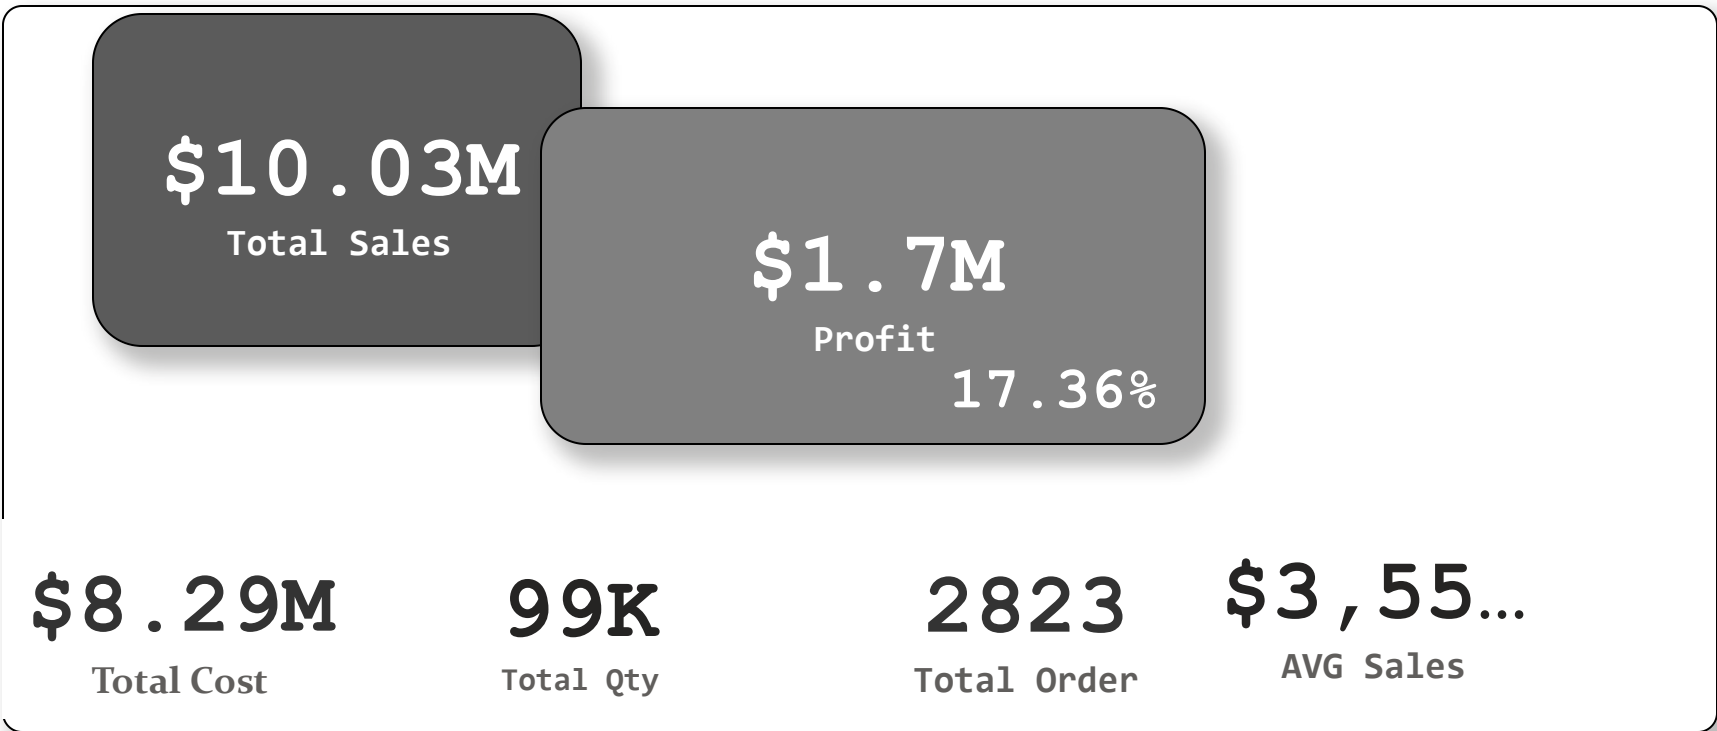 $10.03M
Total Sales
$1.7M
Profit
17.36%
$8.29M
Total Cost
99K
Total Qty
2823
Total Order
$3,55...
AVG Sales